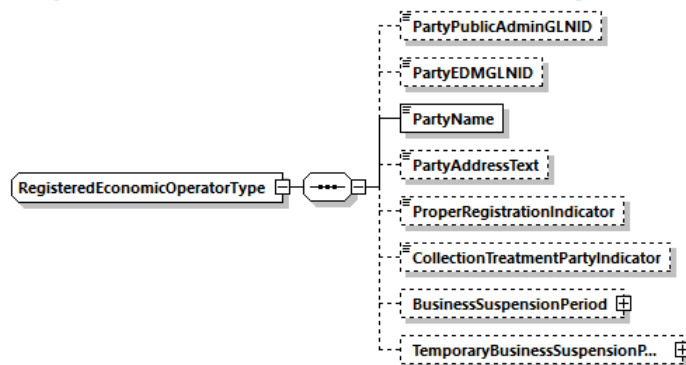 PartyPublicAdminGLNID
PartyEDMGLNID
PartyName
PartyAddressText
RegisteredEconomicOperatorType
ProperRegistrationIndicator
CollectionTreatmentPartyIndicator
BusinessSuspensionPeriod
TemporaryBusinessSuspensionP...